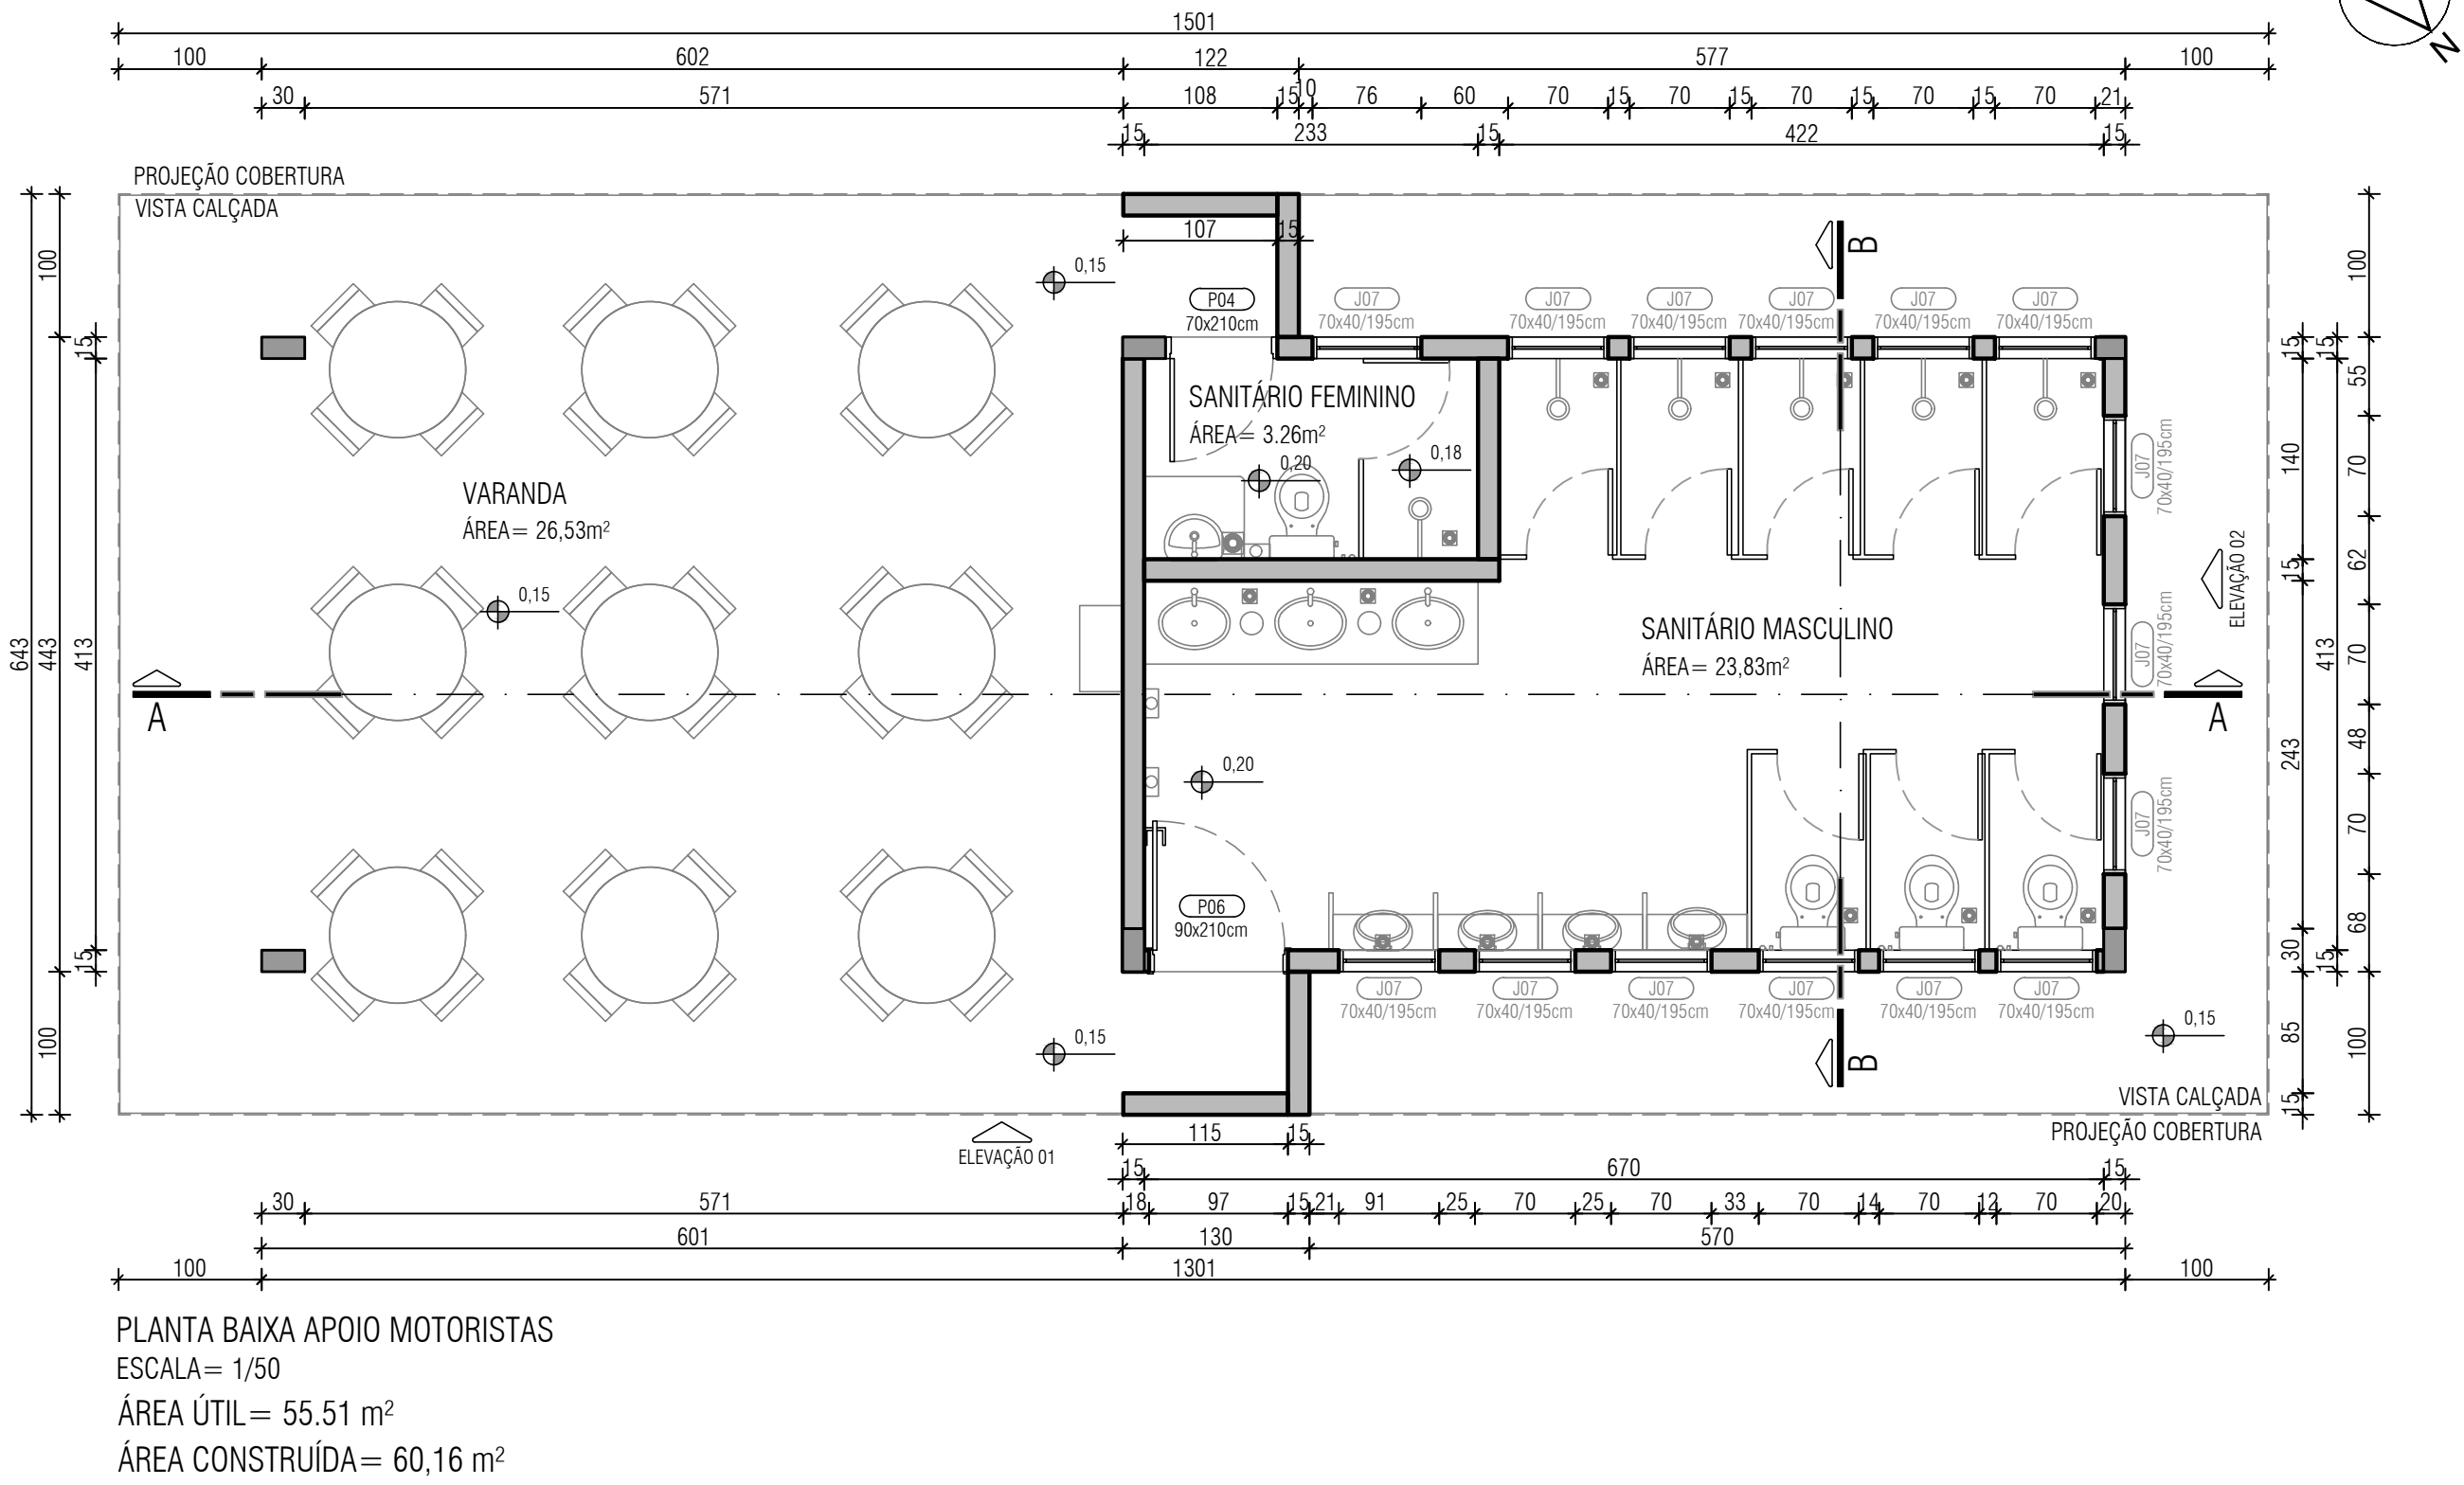 1501
N
100 602 122 577 100
30 571 108 15 10 76 60 70 15 70 15 70 15 70 15 70 21
15 233 15 422 15
PROJEÇÃO COBERTURA
VISTA CALÇADA
107 15
0,15
B
P04
70x210cm
J07 J07 J07 J07 J07 J07
70x40/195cm 70x40/195cm 70x40/195cm 70x40/195cm 70x40/195cm 70x40/195cm
643
100 443 100
15 413 15
SANITÁRIO FEMININO
ÁREA= 3.26m²
0,20
0,18
VARANDA
ÁREA= 26,53m²
0,15
SANITÁRIO MASCULINO
ÁREA= 23,83m²
J07
70x40/195cm
J07
70x40/195cm
J07
70x40/195cm
ELEVAÇÃO 02
15 140 15 243 30 85 15
15 413 15
100 55 70 62 70 48 70 68 100
A
A
0,20
P06
90x210cm
J07 J07 J07 J07 J07 J07
70x40/195cm 70x40/195cm 70x40/195cm 70x40/195cm 70x40/195cm 70x40/195cm
0,15
0,15
B
VISTA CALÇADA
PROJEÇÃO COBERTURA
ELEVAÇÃO 01
115 15
15 670 15
30 571 18 97 15 21 91 25 70 25 70 33 70 14 70 12 70 20
601 130 570
100 1301 100
PLANTA BAIXA APOIO MOTORISTAS
ESCALA= 1/50
ÁREA ÚTIL= 55.51 m²
ÁREA CONSTRUÍDA= 60,16 m²